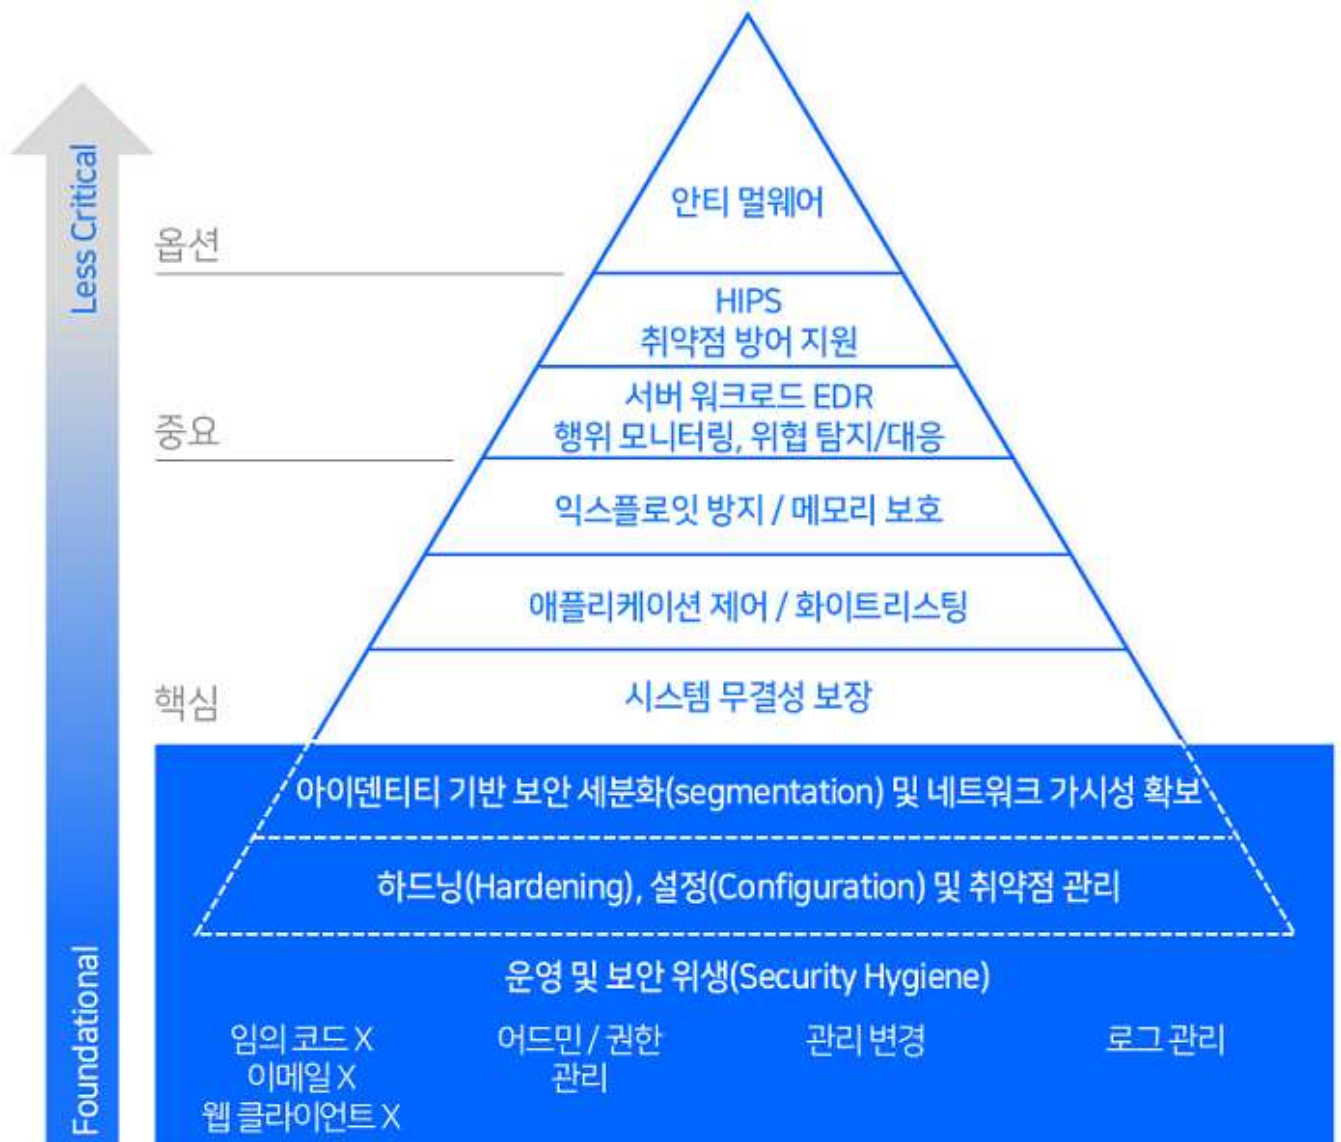 안티 멀웨어
옵션
HIPS
취약점 방어 지원
서버 워크로드 EDR
행위 모니터링, 위협 탐지/대응
중요
익스플로잇 방지 / 메모리 보호
애플리케이션 제어 / 화이트리스팅
시스템 무결성 보장
핵심
아이덴티티 기반 보안 세분화(segmentation) 및 네트워크 가시성 확보
하드닝(Hardening), 설정(Configuration) 및 취약점 관리
운영 및 보안 위생(Security Hygiene)
임의 코드 X
이메일 X
웹 클라이언트 X
어드민 / 권한
관리
관리 변경
로그 관리
Less Critical
Foundational